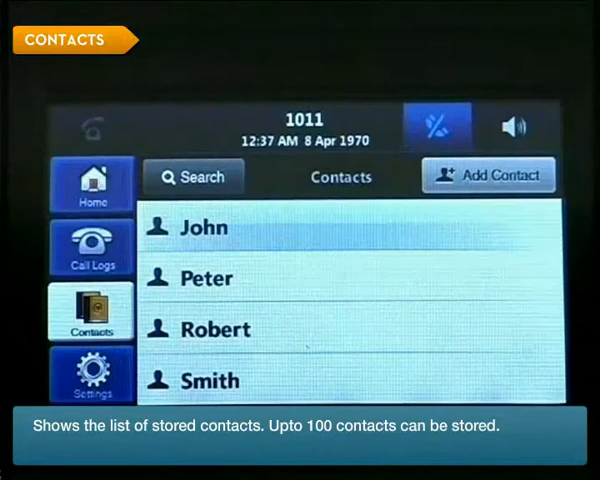 CONTACTS
1011
12:37 AM 8 Apr 1970
Search
Contacts
Add Contact
Home
Call Logs
Contacts
Settings
John
Peter
Robert
Smith
Shows the list of stored contacts. Upto 100 contacts can be stored.